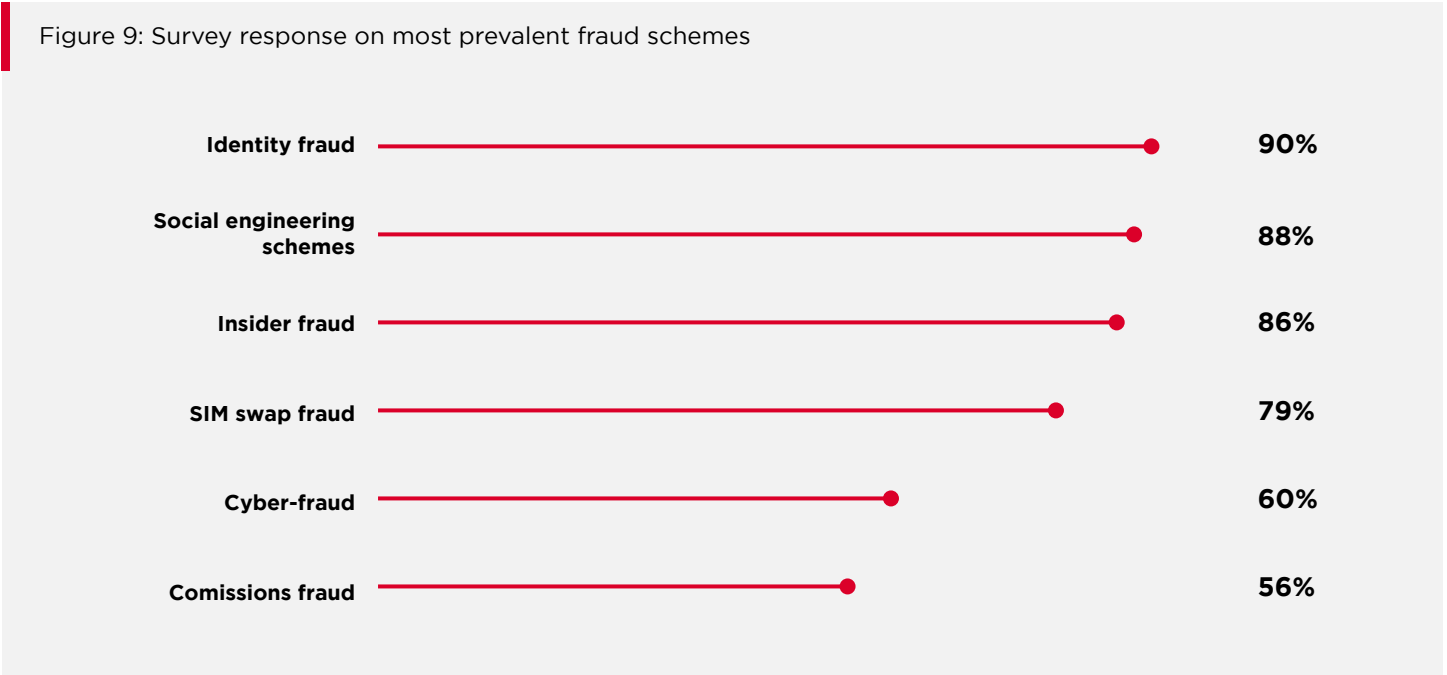 Figure 9: Survey response on most prevalent fraud schemes
Identity fraud 90%
Social engineering
schemes 88%
Insider fraud 86%
SIM swap fraud 79%
Cyber-fraud 60%
Comissions fraud 56%